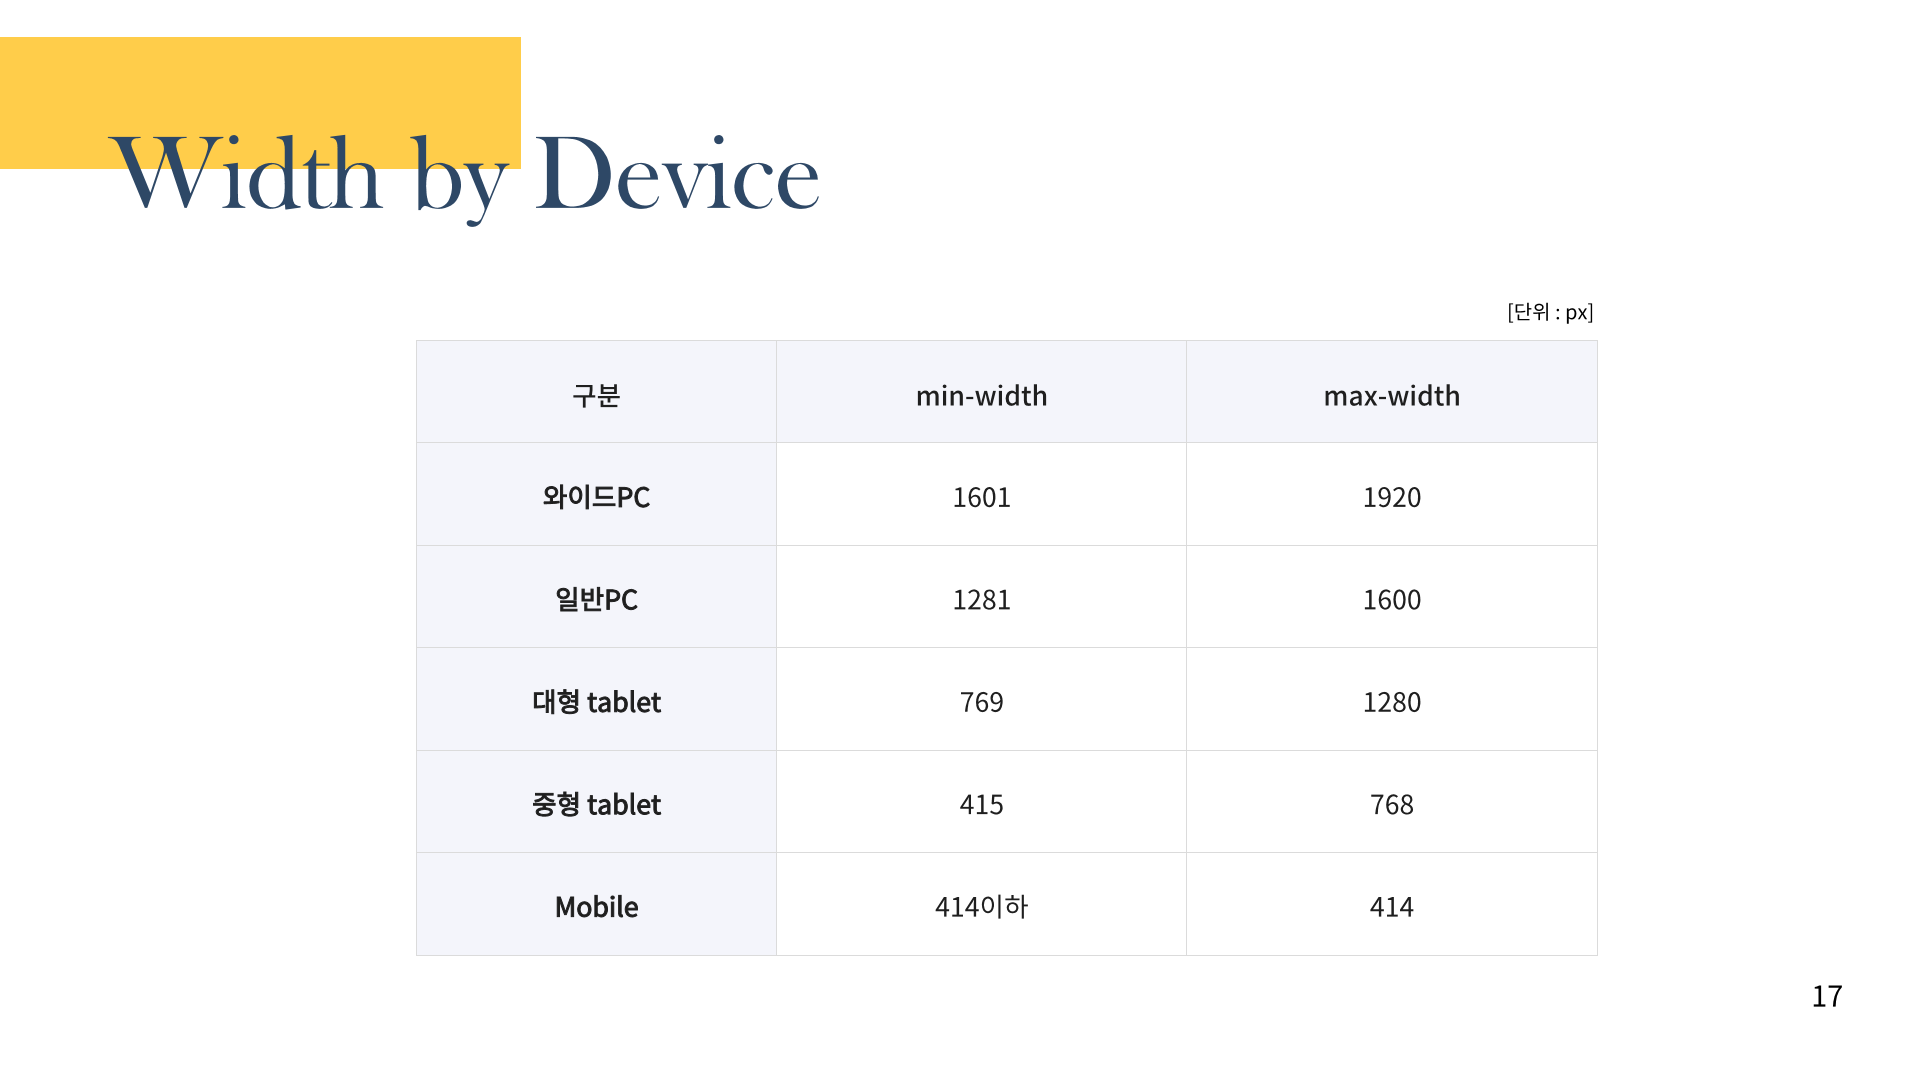 Width by Device
[단위 : px]
구분 min-width max-width
와이드PC 1601 1920
일반PC 1281 1600
대형 tablet 769 1280
중형 tablet 415 768
Mobile 414이하 414
17